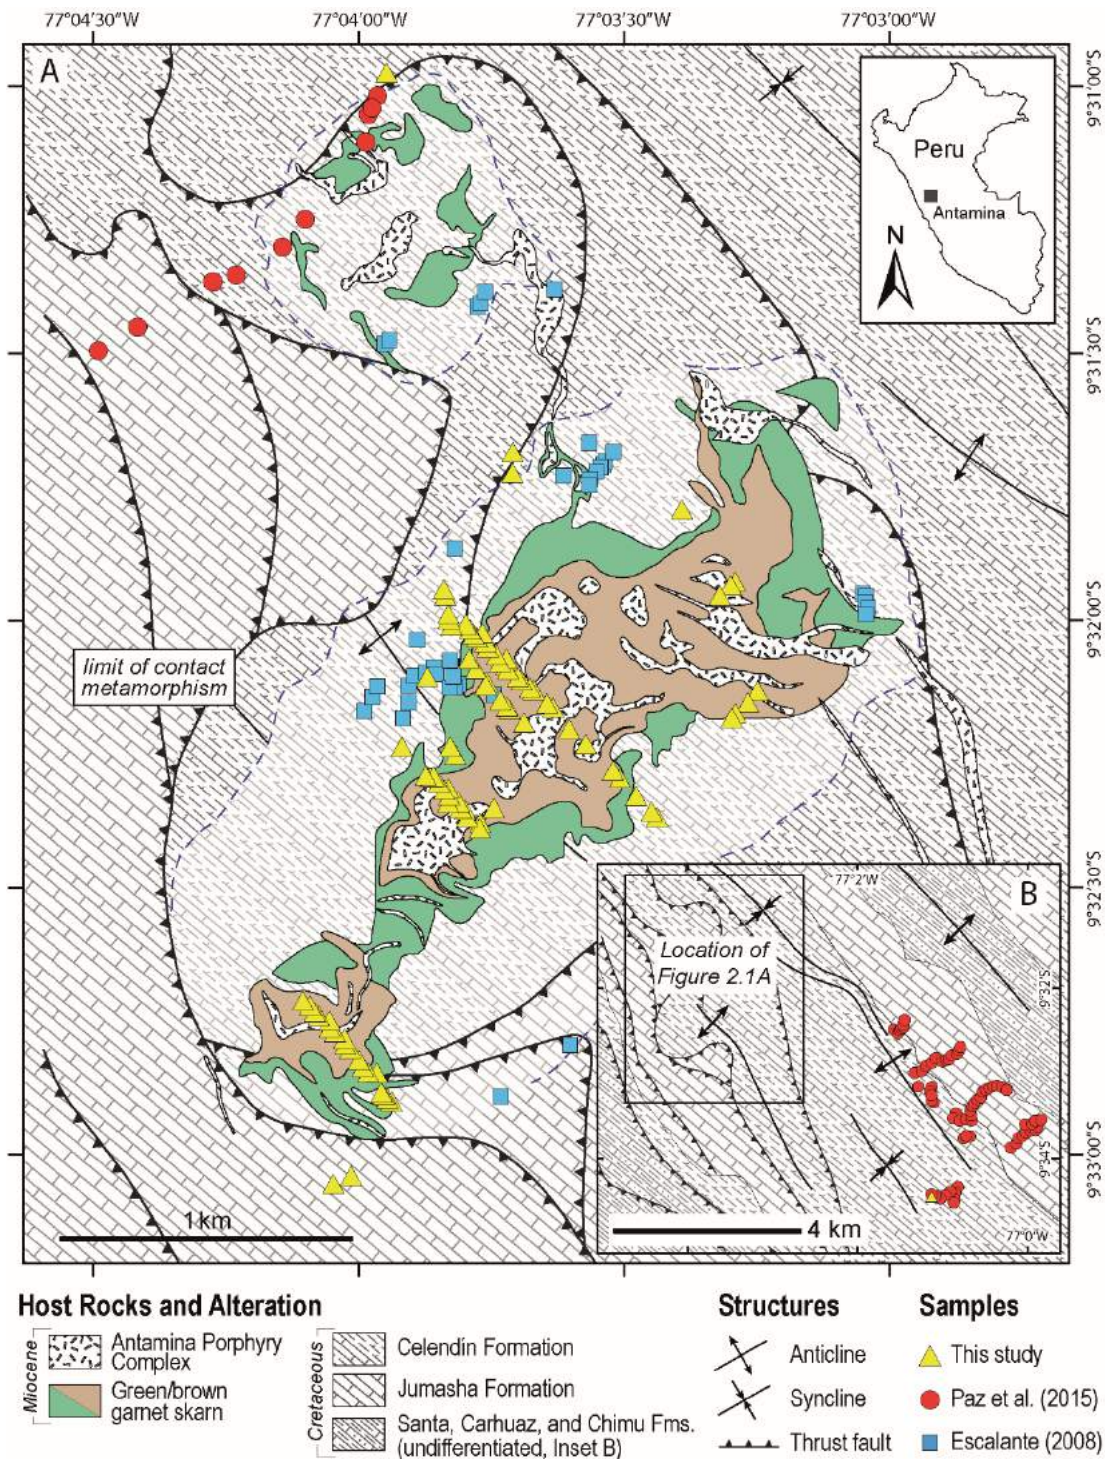 77°04'30"W
77°04'00"W
77°03'30"W
77°03'00"W
A
9°31'00"S
Peru
Antamina
N
9°31'30"S
9°32'00"S
limit of contact
metamorphism
9°32'30"S
77°2'W
B
Location of
Figure 2.1A
9°32'S
9°34'S
9°33'00"S
1km
4 km
77°0'W
Host Rocks and Alteration
Miocene
Antamina Porphyry
Complex
Green/brown
garnet skarn
Cretaceous
Celendín Formation
Jumasha Formation
Santa, Carhuaz, and Chimu Fms.
(undifferentiated, Inset B)
Structures
Anticline
Syncline
Thrust fault
Samples
This study
Paz et al. (2015)
Escalante (2008)